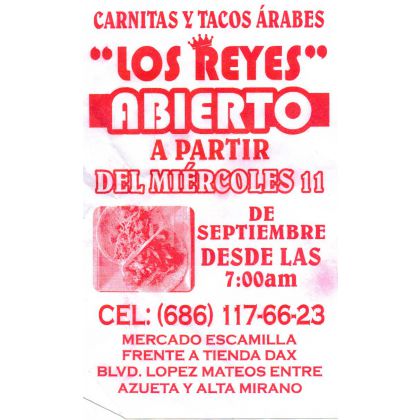 CARNITAS Y TACOS ÁRABES
"LOS REYES"
ABIERTO
A PARTIR
DEL MIÉRCOLES 11
DE
SEPTIEMBRE
DESDE LAS
7:00am
CEL: (686) 117-66-23
MERCADO ESCAMILLA
FRENTE A TIENDA DAX
BLVD. LOPEZ MATEOS ENTRE
AZUETA Y ALTA MIRANO